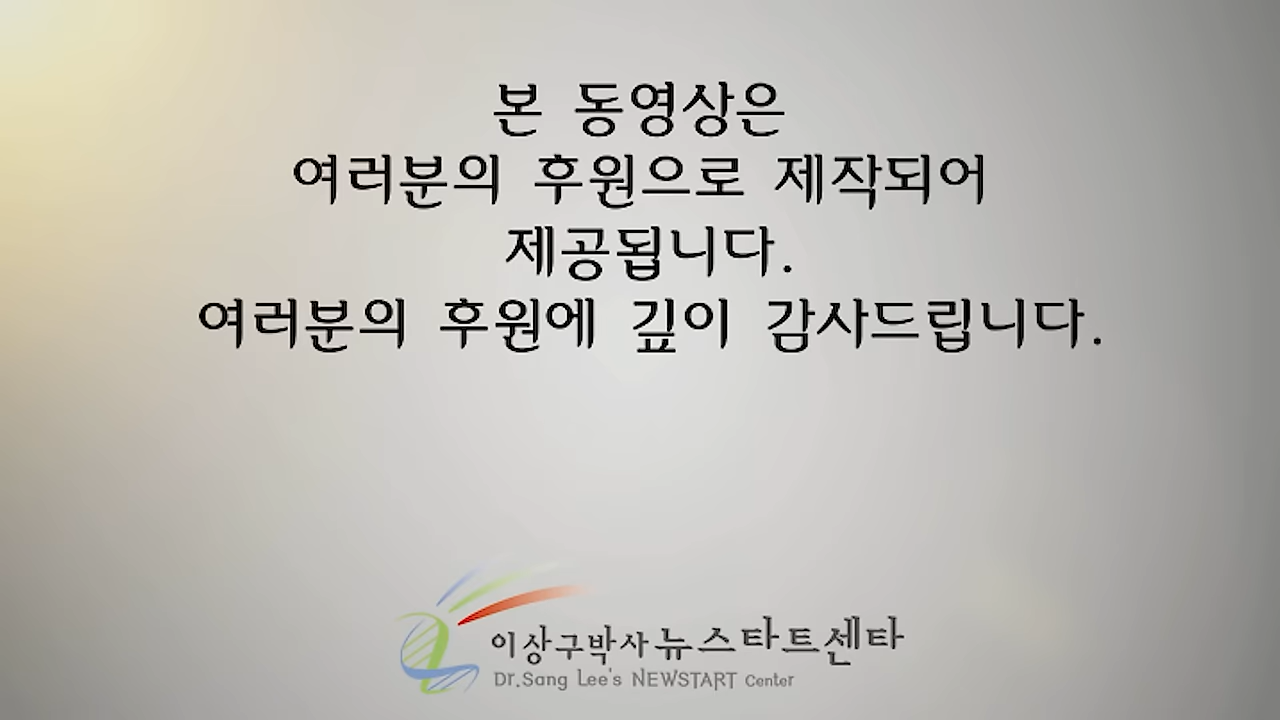 본 동영상은
여러분의 후원으로 제작되어
제공됩니다.
여러분의 후원에 깊이 감사드립니다.
이상구박사 뉴스타트센타
Dr.Sang Lee's NEWSTART Center